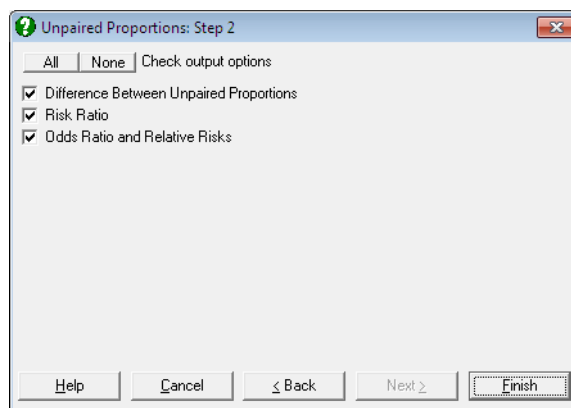 Unpaired Proportions: Step 2
All None Check output options
Difference Between Unpaired Proportions
Risk Ratio
Odds Ratio and Relative Risks
Help Cancel < Back Next > Finish